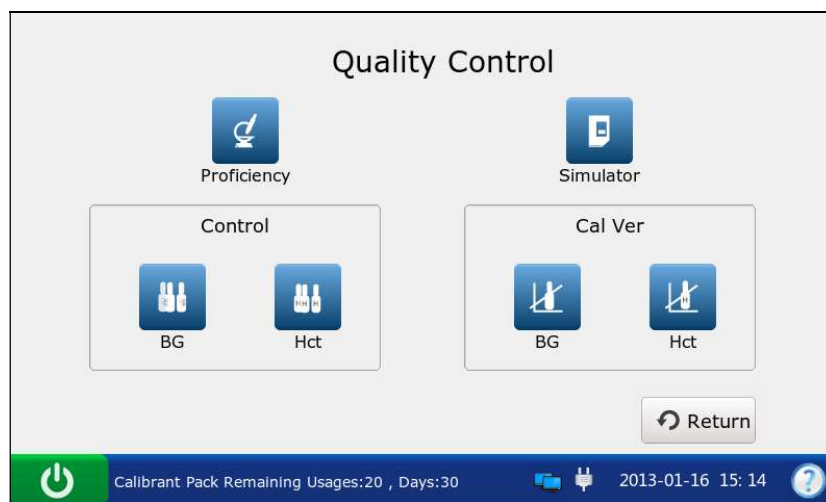 Quality Control
Proficiency
Simulator
Control
BG
Hct
Cal Ver
BG
Hct
Return
Calibrant Pack Remaining Usages:20 , Days:30
2013-01-16 15: 14
?